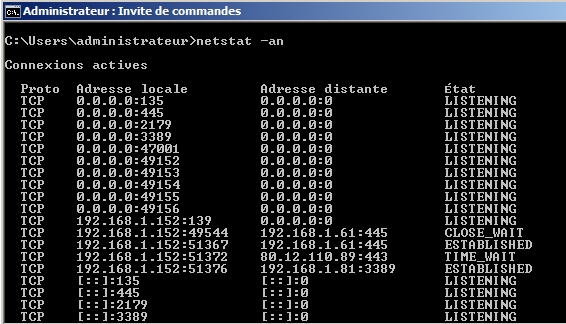 Administrateur : Invite de commandes
C:\Users\administrateur>netstat -an
Connexions actives
Proto Adresse locale Adresse distante État
TCP 0.0.0.0:135 0.0.0.0:0 LISTENING
TCP 0.0.0.0:445 0.0.0.0:0 LISTENING
TCP 0.0.0.0:2179 0.0.0.0:0 LISTENING
TCP 0.0.0.0:3389 0.0.0.0:0 LISTENING
TCP 0.0.0.0:47001 0.0.0.0:0 LISTENING
TCP 0.0.0.0:49152 0.0.0.0:0 LISTENING
TCP 0.0.0.0:49153 0.0.0.0:0 LISTENING
TCP 0.0.0.0:49154 0.0.0.0:0 LISTENING
TCP 0.0.0.0:49155 0.0.0.0:0 LISTENING
TCP 0.0.0.0:49156 0.0.0.0:0 LISTENING
TCP 192.168.1.152:139 0.0.0.0:0 LISTENING
TCP 192.168.1.152:49544 192.168.1.61:445 CLOSE_WAIT
TCP 192.168.1.152:51367 192.168.1.61:445 ESTABLISHED
TCP 192.168.1.152:51372 80.12.110.89:443 TIME_WAIT
TCP 192.168.1.152:51376 192.168.1.81:3389 ESTABLISHED
TCP [::]:135 [::]:0 LISTENING
TCP [::]:445 [::]:0 LISTENING
TCP [::]:2179 [::]:0 LISTENING
TCP [::]:3389 [::]:0 LISTENING